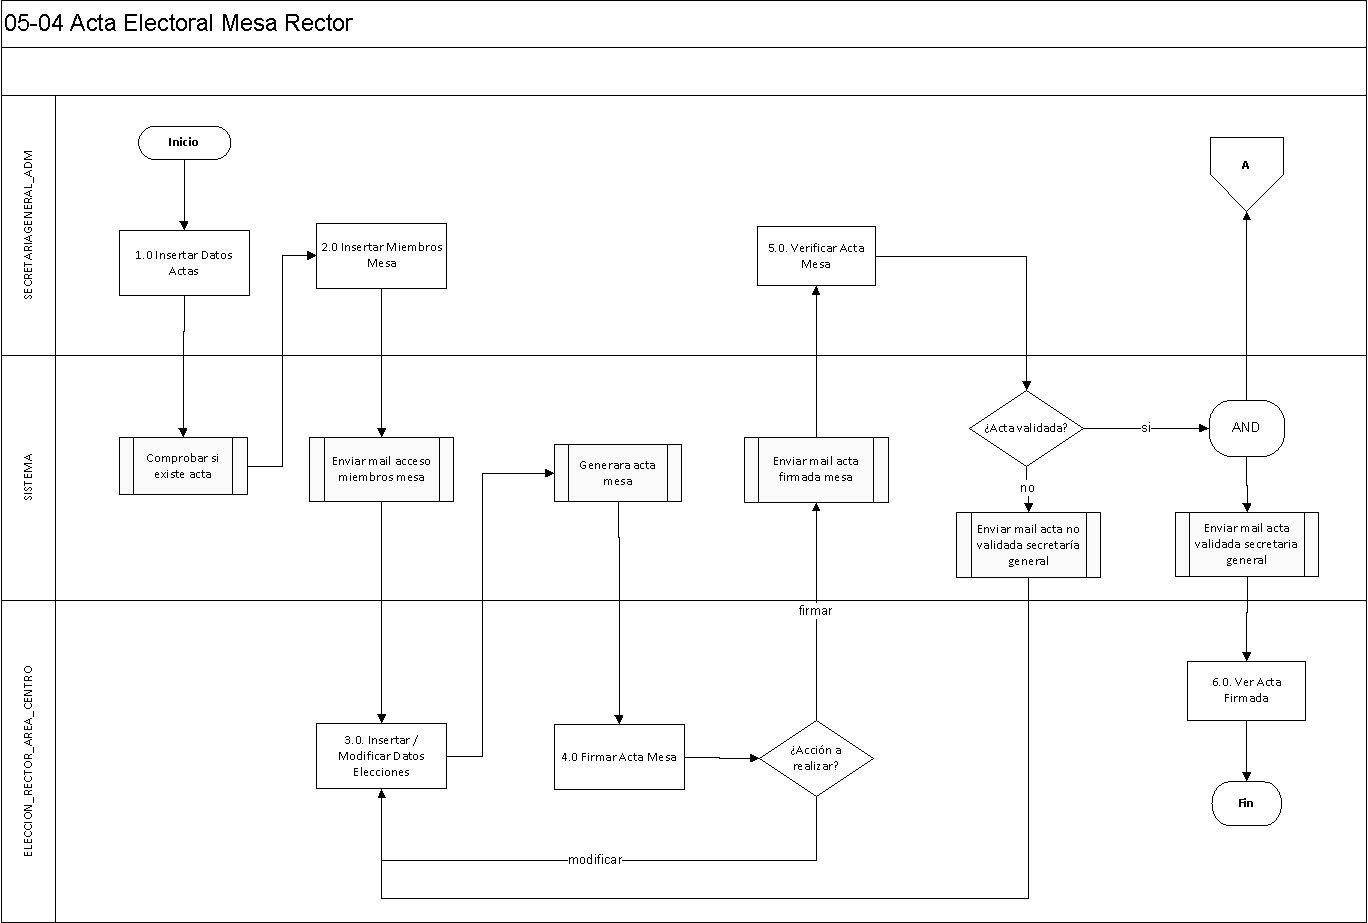 05-04 Acta Electoral Mesa Rector
SECRETARIAGENERAL_ADM
Inicio
1.0 Insertar Datos
Actas
2.0 Insertar Miembros
Mesa
5.0. Verificar Acta
Mesa
A
SISTEMA
Comprobar si
existe acta
Enviar mail acceso
miembros mesa
Generara acta
mesa
Enviar mail acta
firmada mesa
¿Acta validada?
si
AND
no
Enviar mail acta no
validada secretaría
general
Enviar mail acta
validada secretaria
general
ELECCION_RECTOR_AREA_CENTRO
firmar
3.0. Insertar /
Modificar Datos
Elecciones
4.0 Firmar Acta Mesa
¿Acción a
realizar?
modificar
6.0. Ver Acta
Firmada
Fin